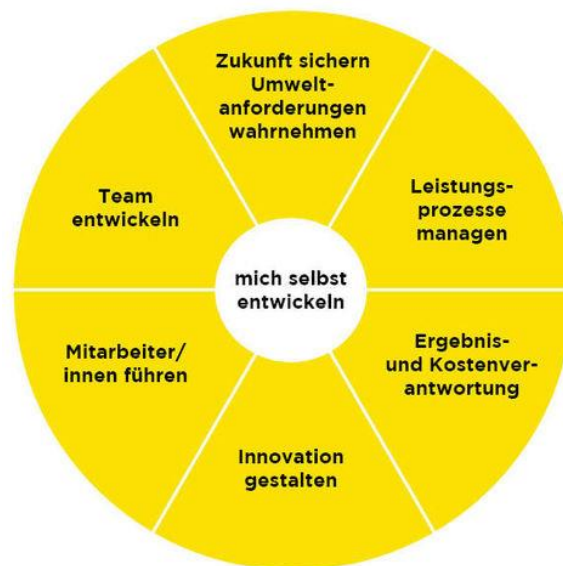 Zukunft sichern
Umwelt-
anforderungen
wahrnehmen
Leistungs-
prozesse
managen
Ergebnis-
und Kostenver-
antwortung
Innovation
gestalten
Mitarbeiter/
innen führen
Team
entwickeln
mich selbst
entwickeln